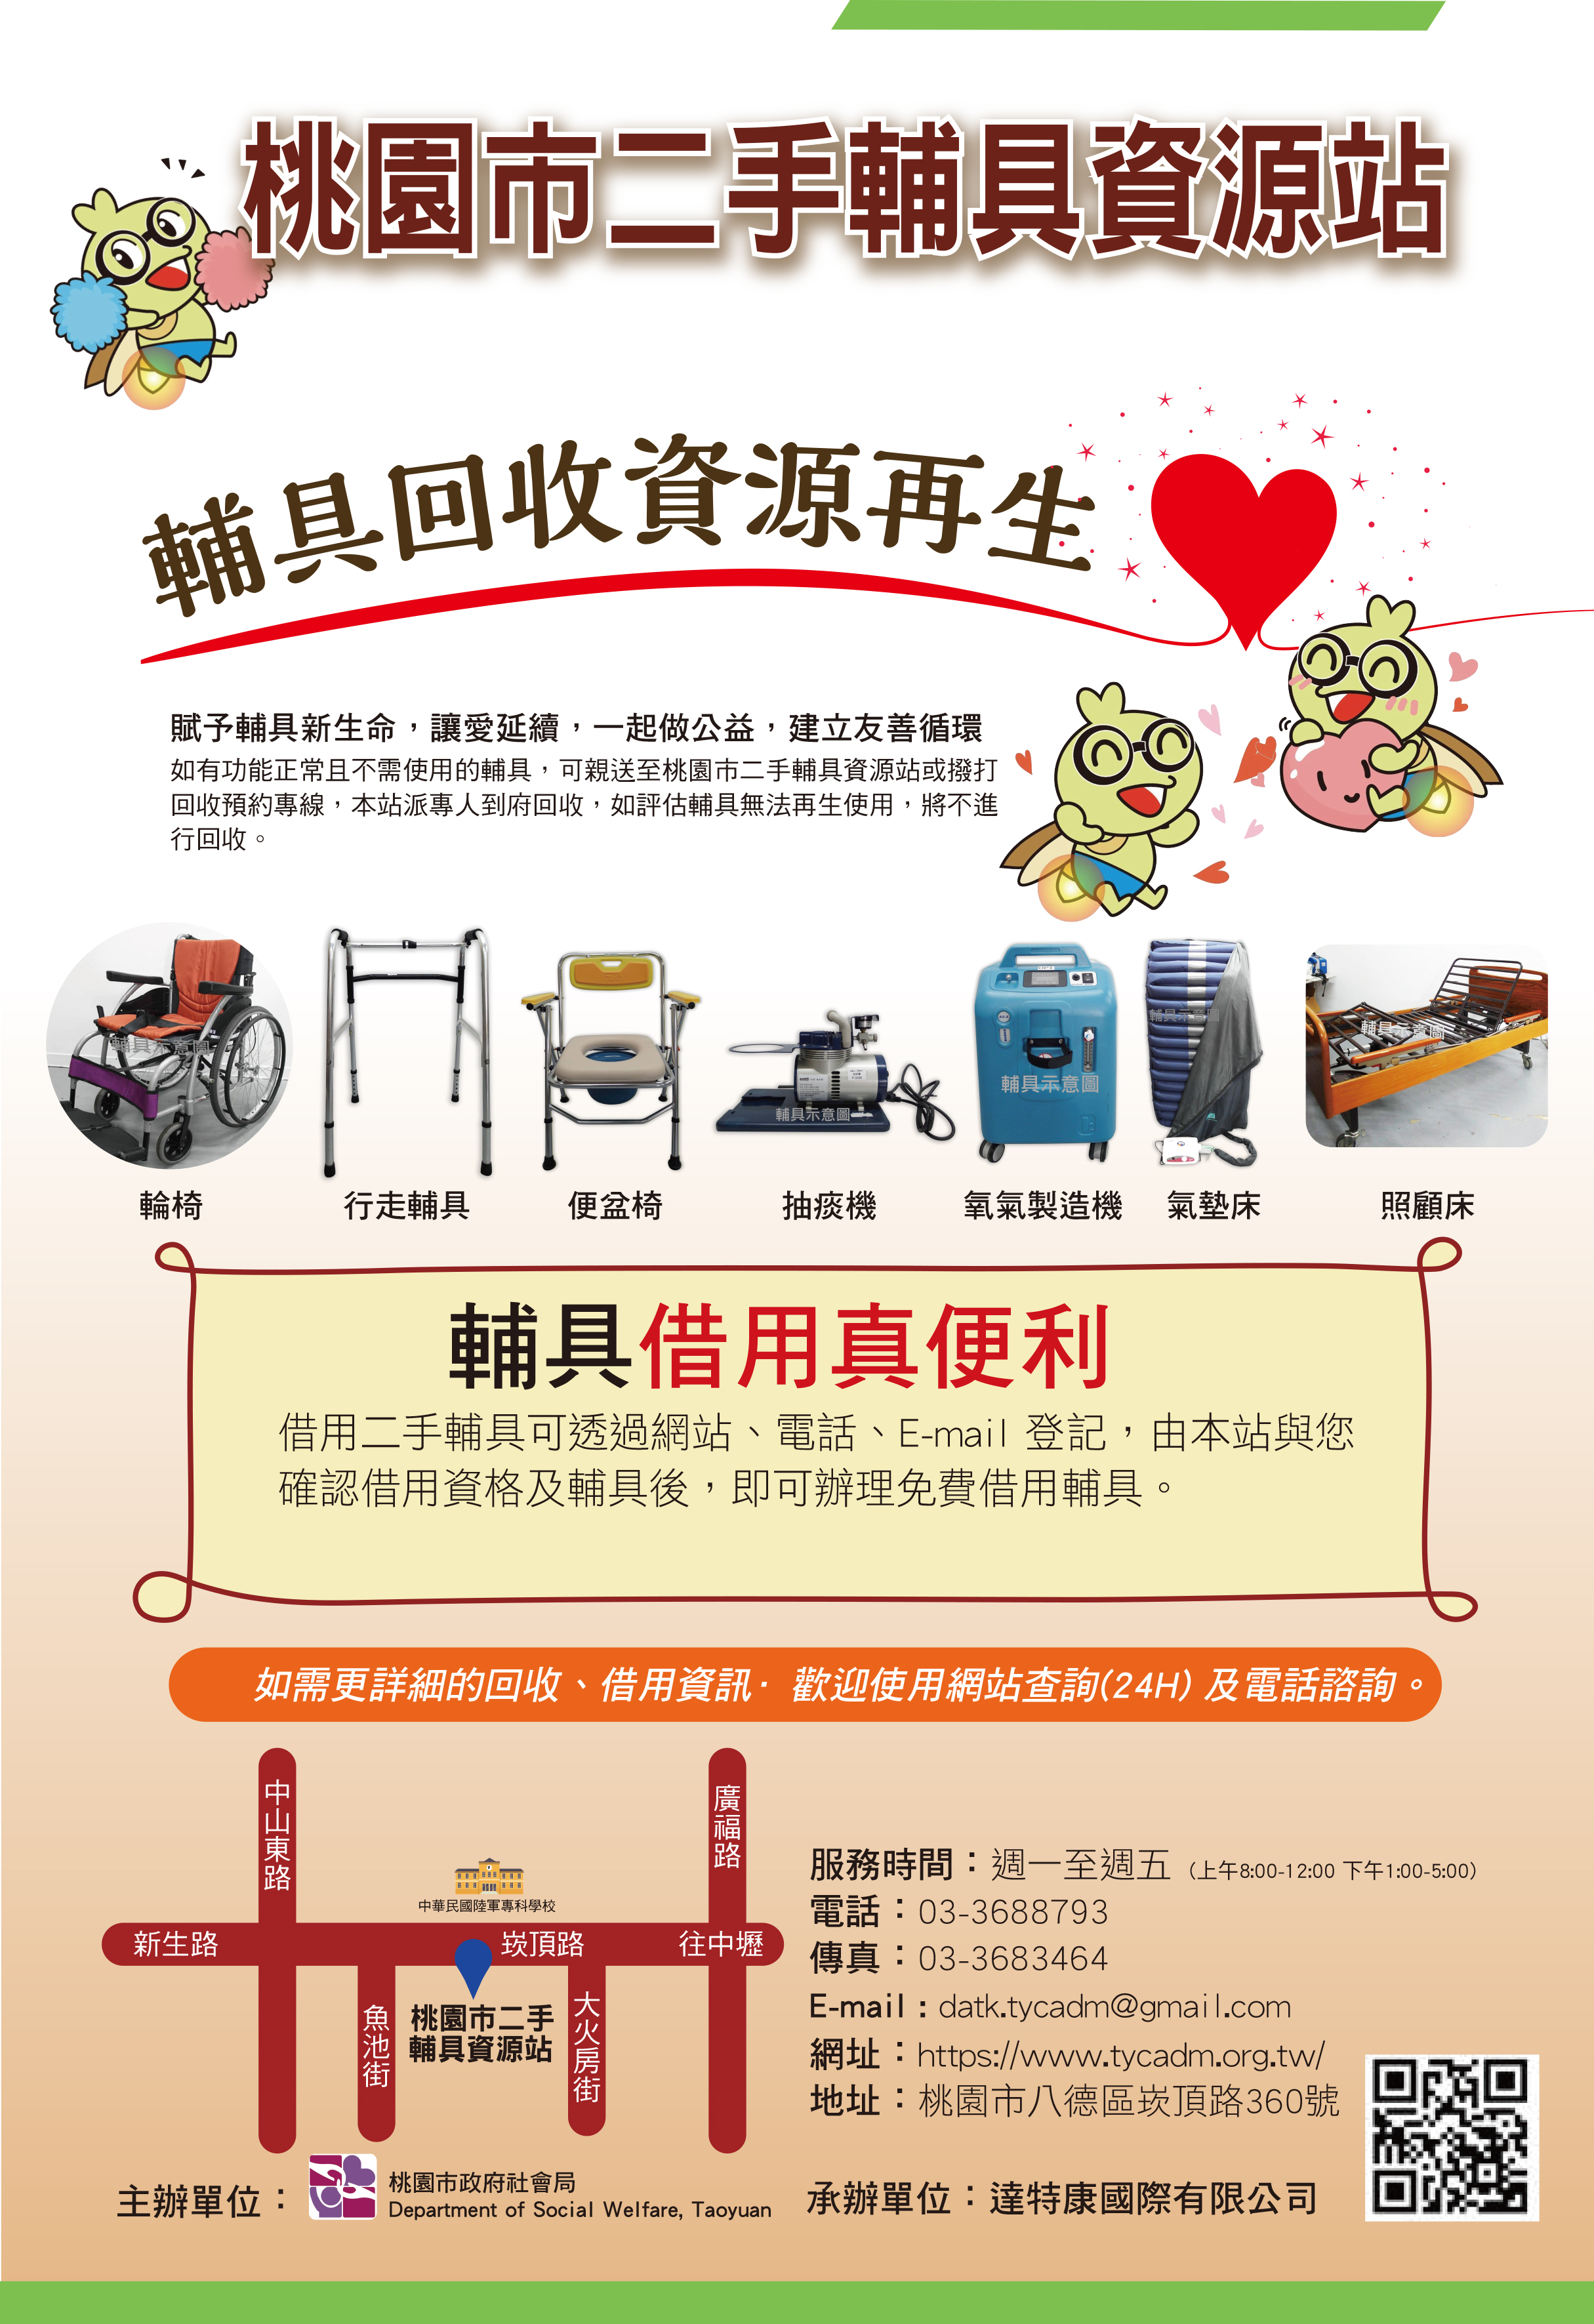 桃園市二手輔具資源站
輔具回收資源再生
賦予輔具新生命，讓愛延續，一起做公益，建立友善循環
如有功能正常且不需使用的輔具，可親送至桃園市二手輔具資源站或撥打
回收預約專線，本站派專人到府回收，如評估輔具無法再生使用，將不進
行回收。
輔具示意圖
輔具示意圖
輔具示意圖
輔具示意圖
輔具示意圖
輪椅
行走輔具
便盆椅
抽痰機
氧氣製造機
氣墊床
照顧床
輔具借用真便利
借用二手輔具可透過網站、電話、E-mail 登記，由本站與您
確認借用資格及輔具後，即可辦理免費借用輔具。
如需更詳細的回收、借用資訊· 歡迎使用網站查詢(24H) 及電話諮詢。
中山東路
廣福路
中華民國陸軍專科學校
新生路
崁頂路
往中壢
魚池街
桃園市二手
輔具資源站
大火房街
服務時間：週一至週五（上午8:00-12:00 下午1:00-5:00）
電話：03-3688793
傳真：03-3683464
E-mail：datk.tycadm@gmail.com
網址：https://www.tycadm.org.tw/
地址：桃園市八德區崁頂路360號
主辦單位：
桃園市政府社會局
Department of Social Welfare, Taoyuan
承辦單位：達特康國際有限公司